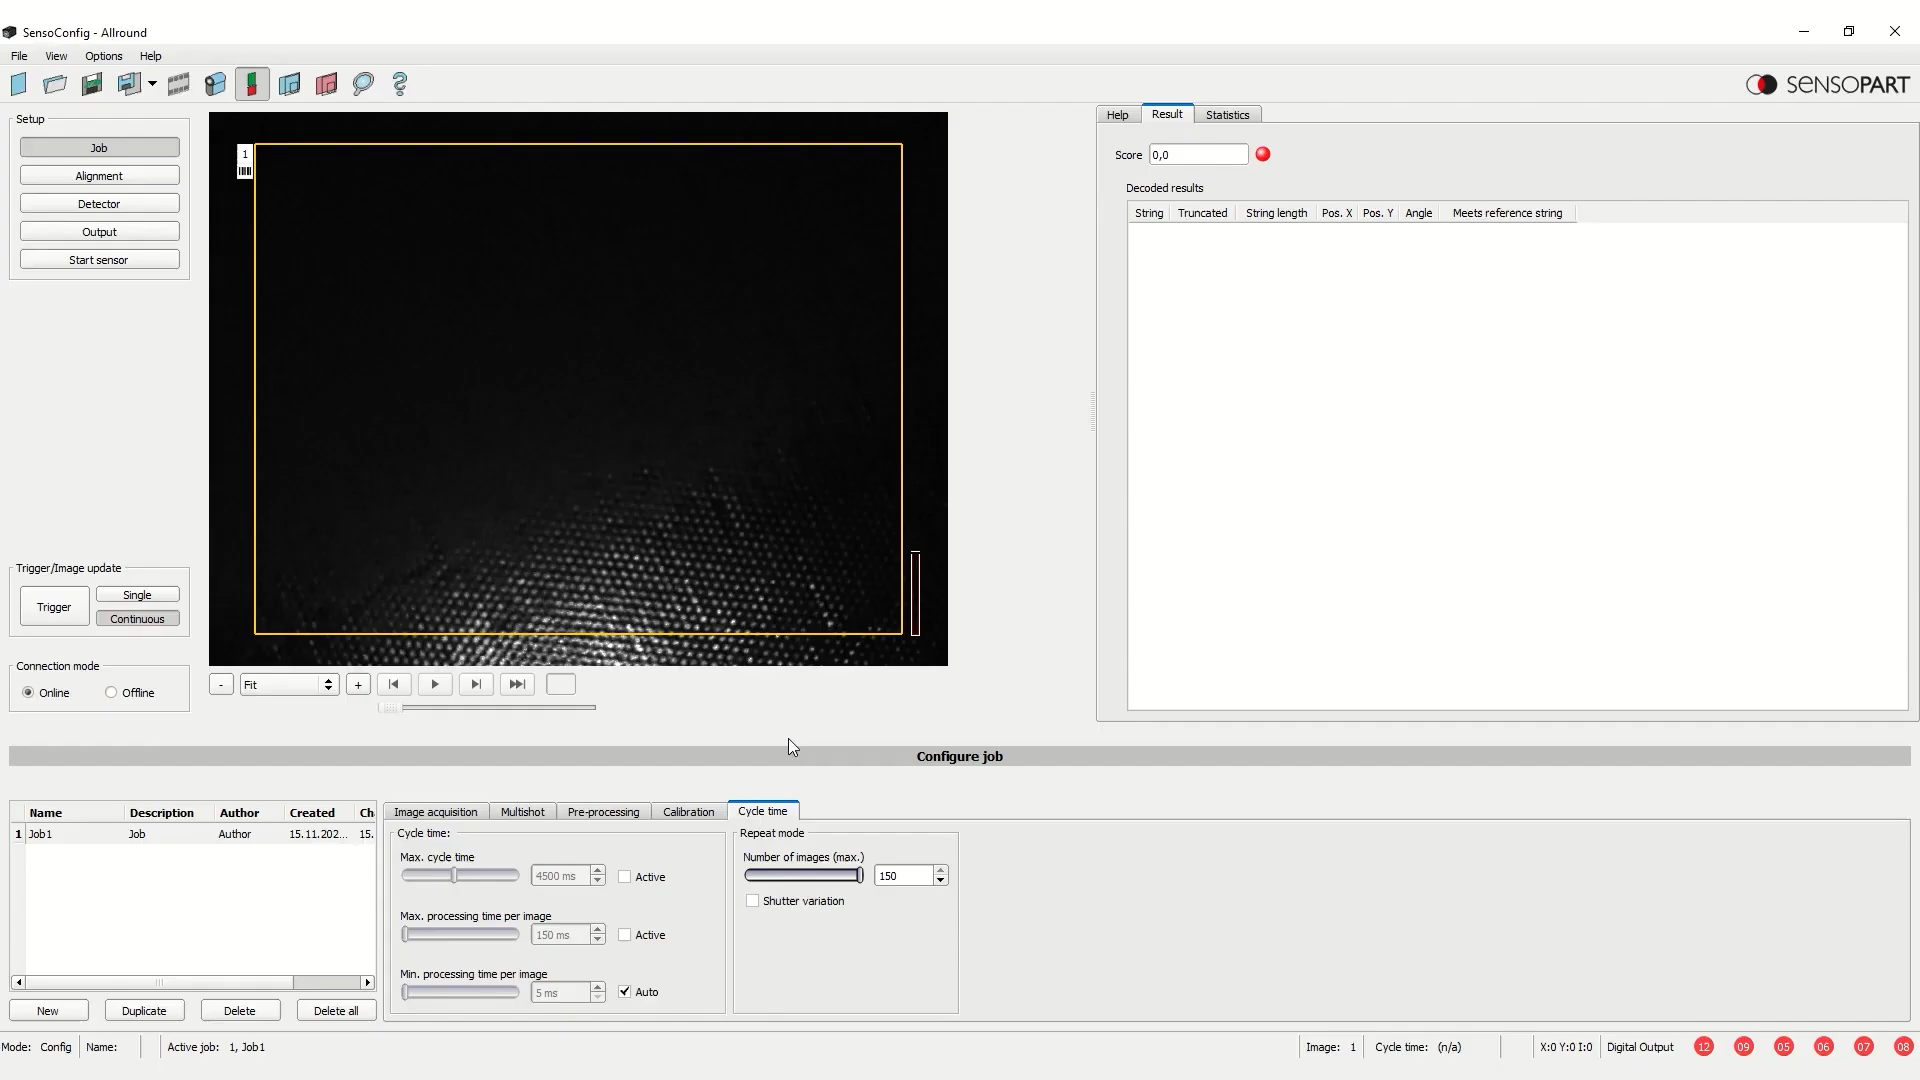 SensoConfig - Allround
File View Options Help
SENSOPART
Setup
Job
Alignment
Detector
Output
Start sensor
1
Help Result Statistics
Score 0,0
Decoded results
String Truncated String length Pos. X Pos. Y Angle Meets reference string
Trigger/Image update
Trigger
Single
Continuous
Connection mode
Online Offline
- Fit +
Configure job
Name Description Author Created Ch
1 Job1 Job Author 15.11.202... 15.
New Duplicate Delete Delete all
Image acquisition Multishot Pre-processing Calibration Cycle time
Cycle time:
Max. cycle time
4500 ms Active
Max. processing time per image
150 ms Active
Min. processing time per image
5 ms Auto
Repeat mode
Number of images (max.)
150
Shutter variation
Mode: Config Name: Active job: 1, Job1 Image: 1 Cycle time: (n/a) X:0 Y:0 I:0 Digital Output 12 09 05 06 07 08